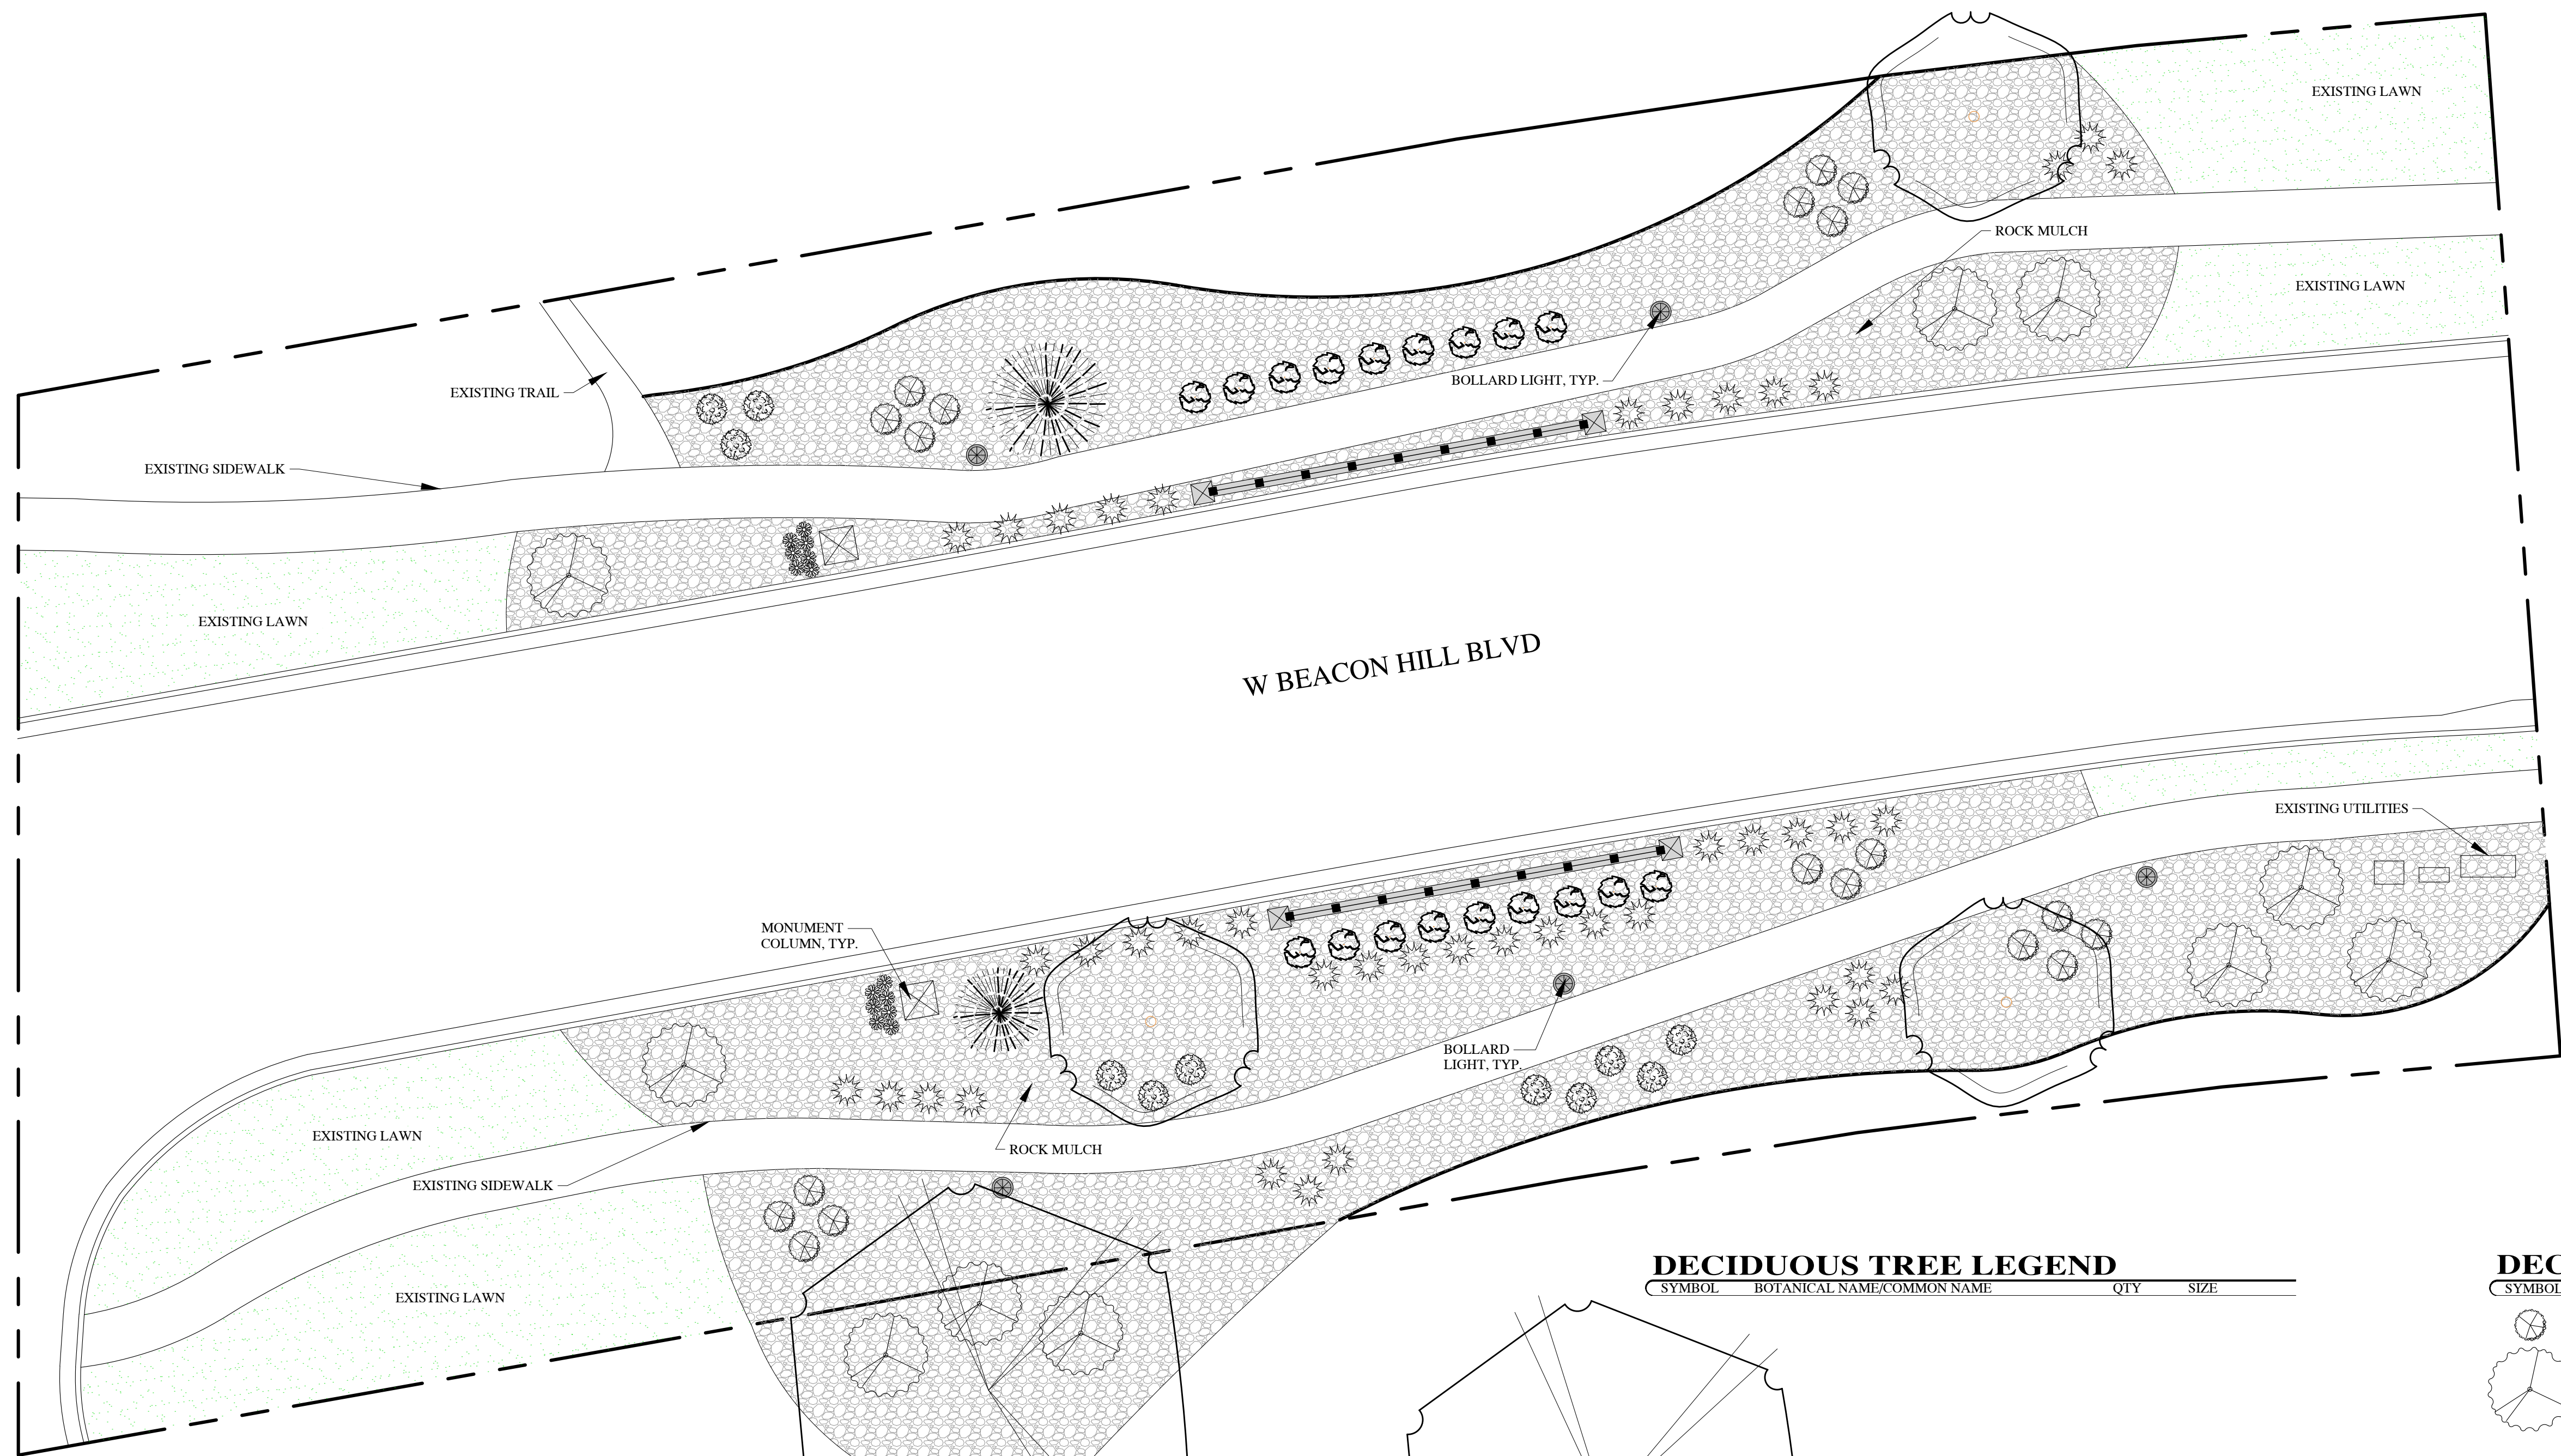 EXISTING LAWN
ROCK MULCH
EXISTING LAWN
BOLLARD LIGHT, TYP.
EXISTING TRAIL
EXISTING SIDEWALK
EXISTING LAWN
W BEACON HILL BLVD
EXISTING UTILITIES
MONUMENT
COLUMN, TYP.
BOLLARD
LIGHT, TYP.
EXISTING LAWN
ROCK MULCH
EXISTING SIDEWALK
EXISTING LAWN
DECIDUOUS TREE LEGEND
SYMBOL BOTANICAL NAME/COMMON NAME QTY SIZE
DEC
SYMBOL